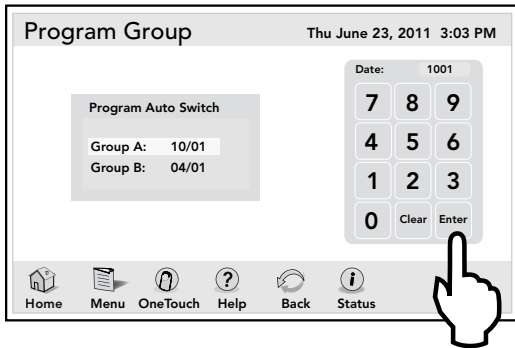 Program Group
Thu June 23, 2011 3:03 PM
Program Auto Switch
Group A: 10/01
Group B: 04/01
Date: 1001
7 8 9
4 5 6
1 2 3
0 Clear Enter
Home Menu OneTouch Help Back Status